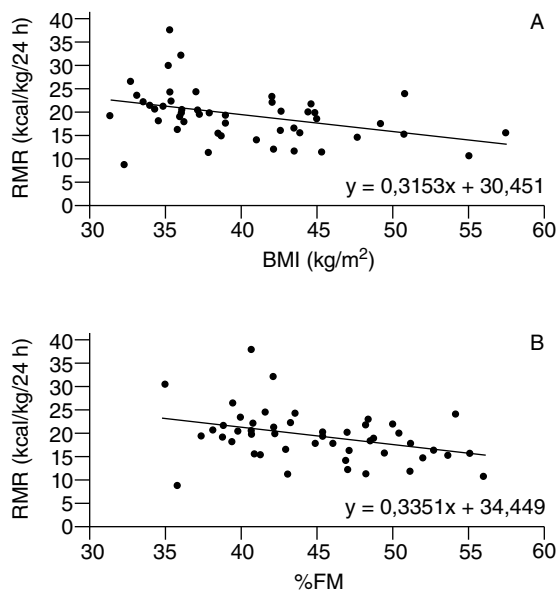 A
RMR (kcal/kg/24 h)
40
35
30
25
20
15
10
5
0
y = 0,3153x + 30,451
30 35 40 45 50 55 60
BMI (kg/m²)
B
RMR (kcal/kg/24 h)
40
35
30
25
20
15
10
5
0
y = 0,3351x + 34,449
30 35 40 45 50 55 60
%FM